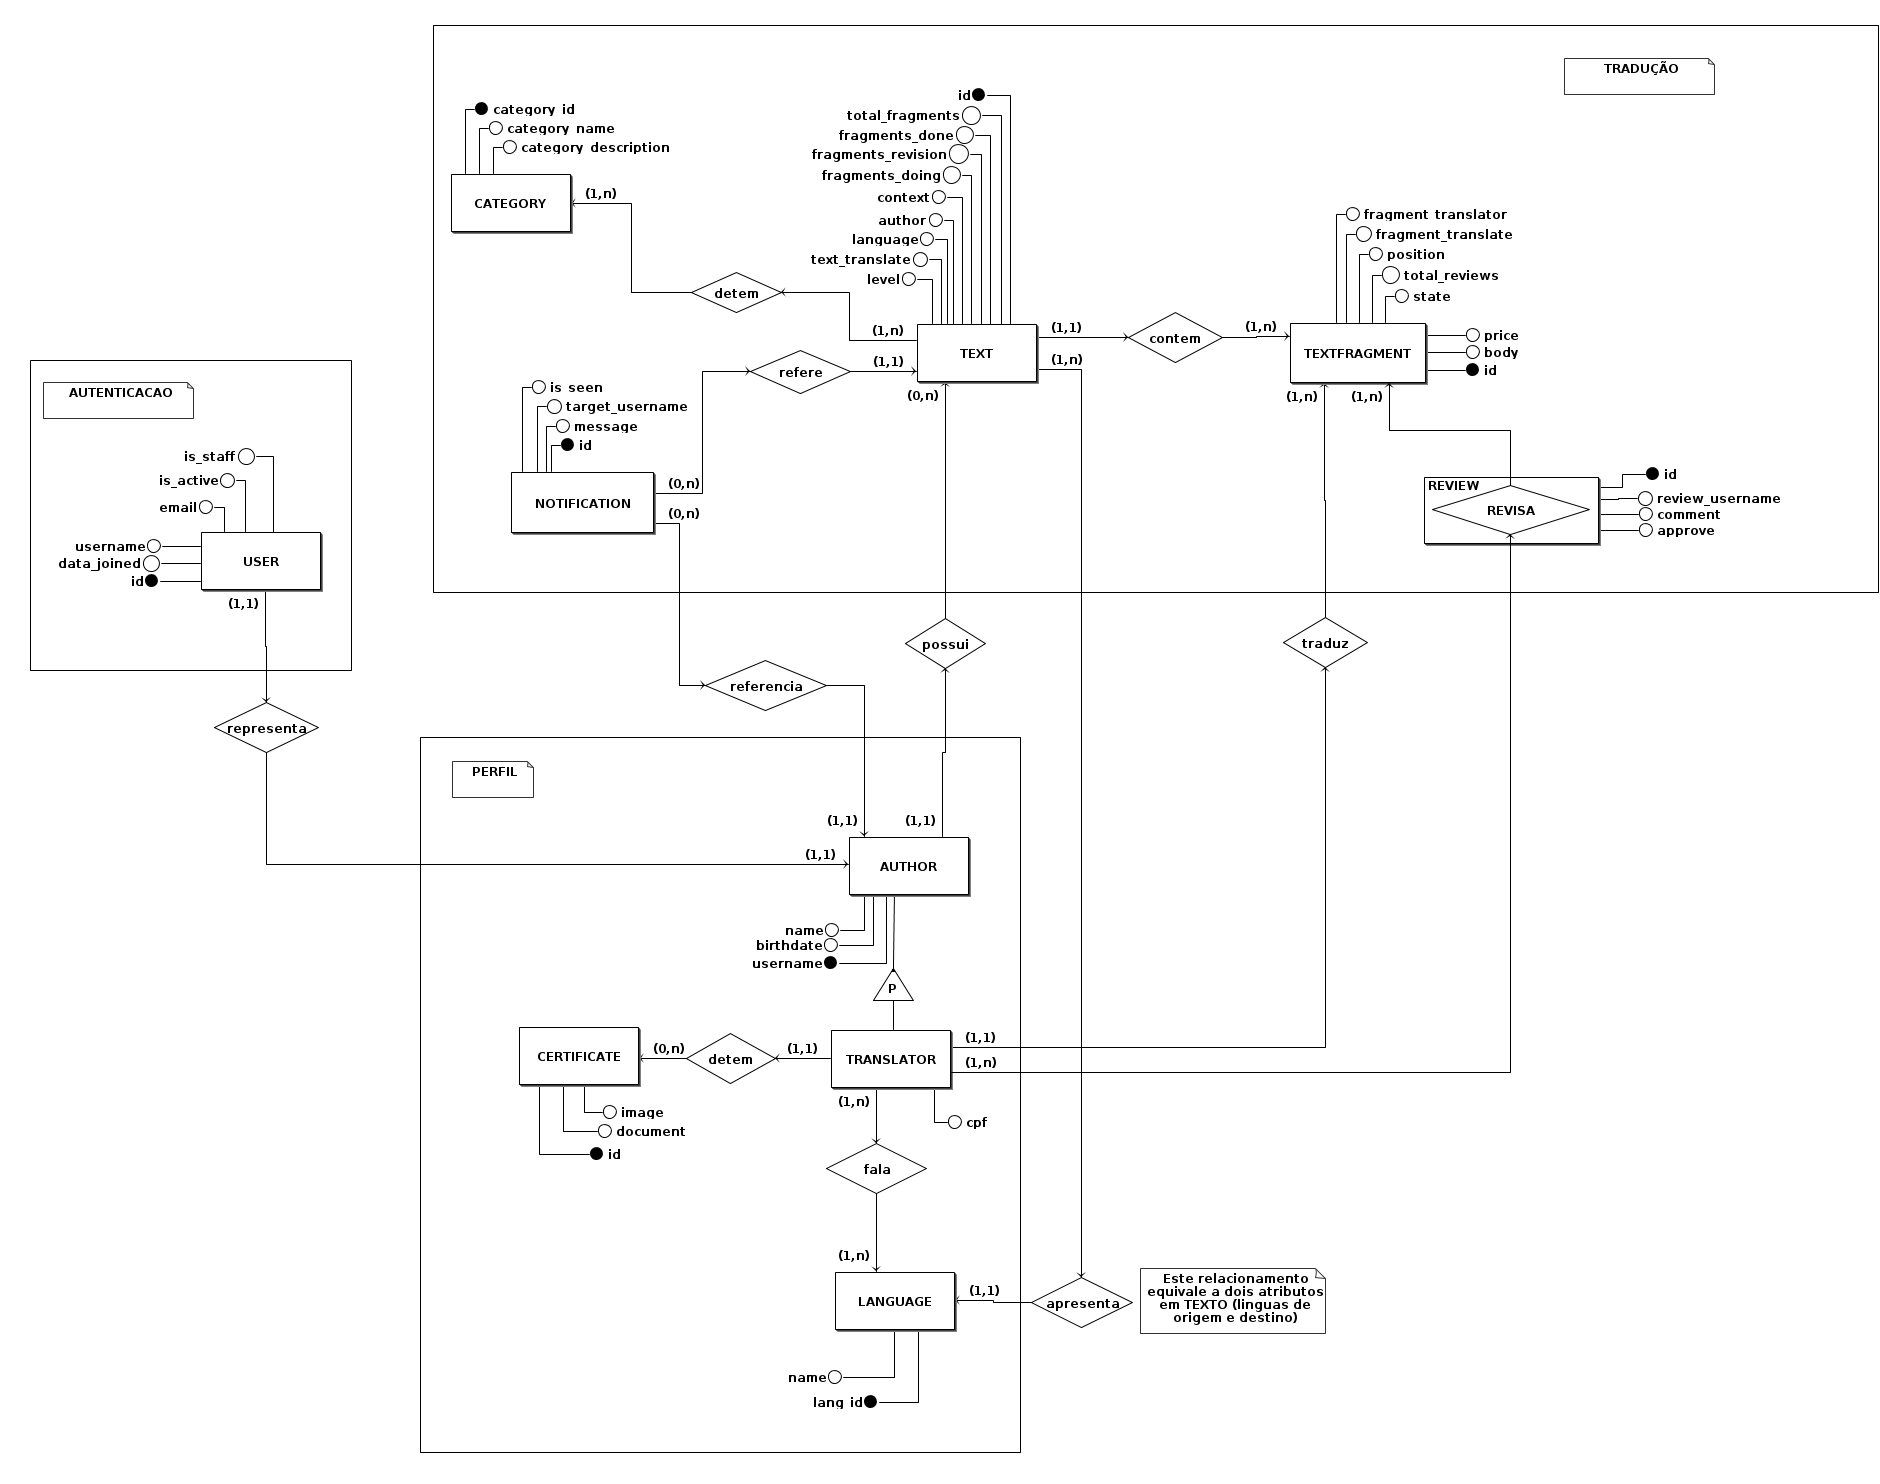 TRADUÇÃO
category_id
category_name
category_description
CATEGORY
(1,n)
id
total_fragments
fragments_done
fragments_revision
fragments_doing
context
author
language
text_translate
level
detem
(1,n)
TEXT
(1,1)
(1,n)
(1,1)
(0,n)
refere
contem
(1,n)
fragment_translator
fragment_translate
position
total_reviews
state
TEXTFRAGMENT
price
body
id
(1,n)
(1,n)
is_seen
target_username
message
id
NOTIFICATION
(0,n)
(0,n)
REVIEW
REVISA
id
review_username
comment
approve
AUTENTICACAO
is_staff
is_active
email
username
data_joined
id
USER
(1,1)
representa
referencia
possui
traduz
PERFIL
(1,1)
(1,1)
(1,1)
AUTHOR
name
birthdate
username
P
CERTIFICATE
(0,n)
detem
(1,1)
TRANSLATOR
(1,1)
(1,n)
image
document
id
(1,n)
cpf
fala
(1,n)
LANGUAGE
(1,1)
apresenta
Este relacionamento
equivale a dois atributos
em TEXTO (linguas de
origem e destino)
name
lang_id